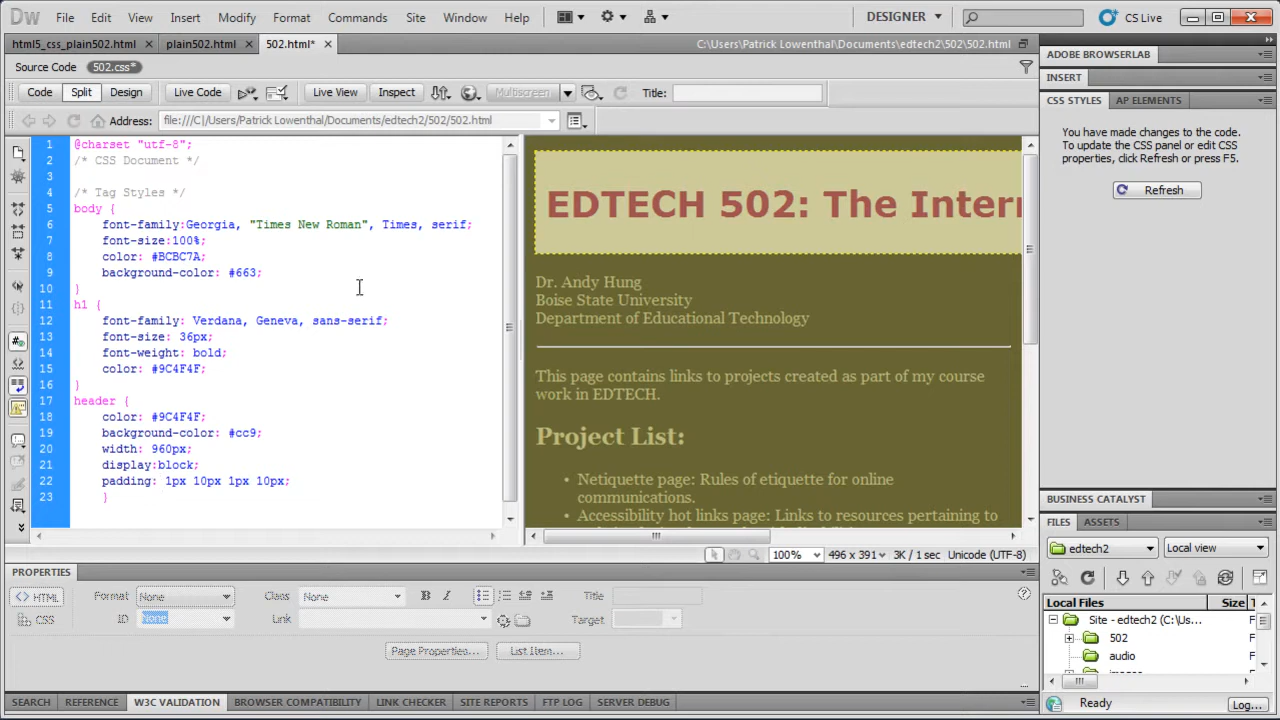 Dw File Edit View Insert Modify Format Commands Site Window Help DESIGNER CS Live
html5_css_plain502.html plain502.html 502.html* C:\Users\Patrick Lowenthal\Documents\edtech2\502\502.html
Source Code 502.css*
Code Split Design Live Code Live View Inspect Multiscreen Title:
Address: file:///C|/Users/Patrick Lowenthal/Documents/edtech2/502/502.html
1 @charset "utf-8";
2 /* CSS Document */
3
4 /* Tag Styles */
5 body {
6 font-family:Georgia, "Times New Roman", Times, serif;
7 font-size:100%;
8 color: #BCBC7A;
9 background-color: #663;
10 }
11 h1 {
12 font-family: Verdana, Geneva, sans-serif;
13 font-size: 36px;
14 font-weight: bold;
15 color: #9C4F4F;
16 }
17 header {
18 color: #9C4F4F;
19 background-color: #cc9;
20 width: 960px;
21 display:block;
22 padding: 1px 10px 1px 10px;
23 }
EDTECH 502: The Intern
Dr. Andy Hung
Boise State University
Department of Educational Technology
This page contains links to projects created as part of my course
work in EDTECH.
Project List:
• Netiquette page: Rules of etiquette for online
communications.
• Accessibility hot links page: Links to resources pertaining to
100% 496 x 391 3K / 1 sec Unicode (UTF-8)
ADOBE BROWSERLAB
INSERT
CSS STYLES AP ELEMENTS
You have made changes to the code.
To update the CSS panel or edit CSS
properties, click Refresh or press F5.
Refresh
BUSINESS CATALYST
FILES ASSETS
edtech2 Local view
Local Files Size T
Site - edtech2 (C:\Us... F
502 F
audio F
Ready Log...
PROPERTIES
HTML Format None Class None B I Title
CSS ID None Link Target
Page Properties... List Item...
SEARCH REFERENCE W3C VALIDATION BROWSER COMPATIBILITY LINK CHECKER SITE REPORTS FTP LOG SERVER DEBUG